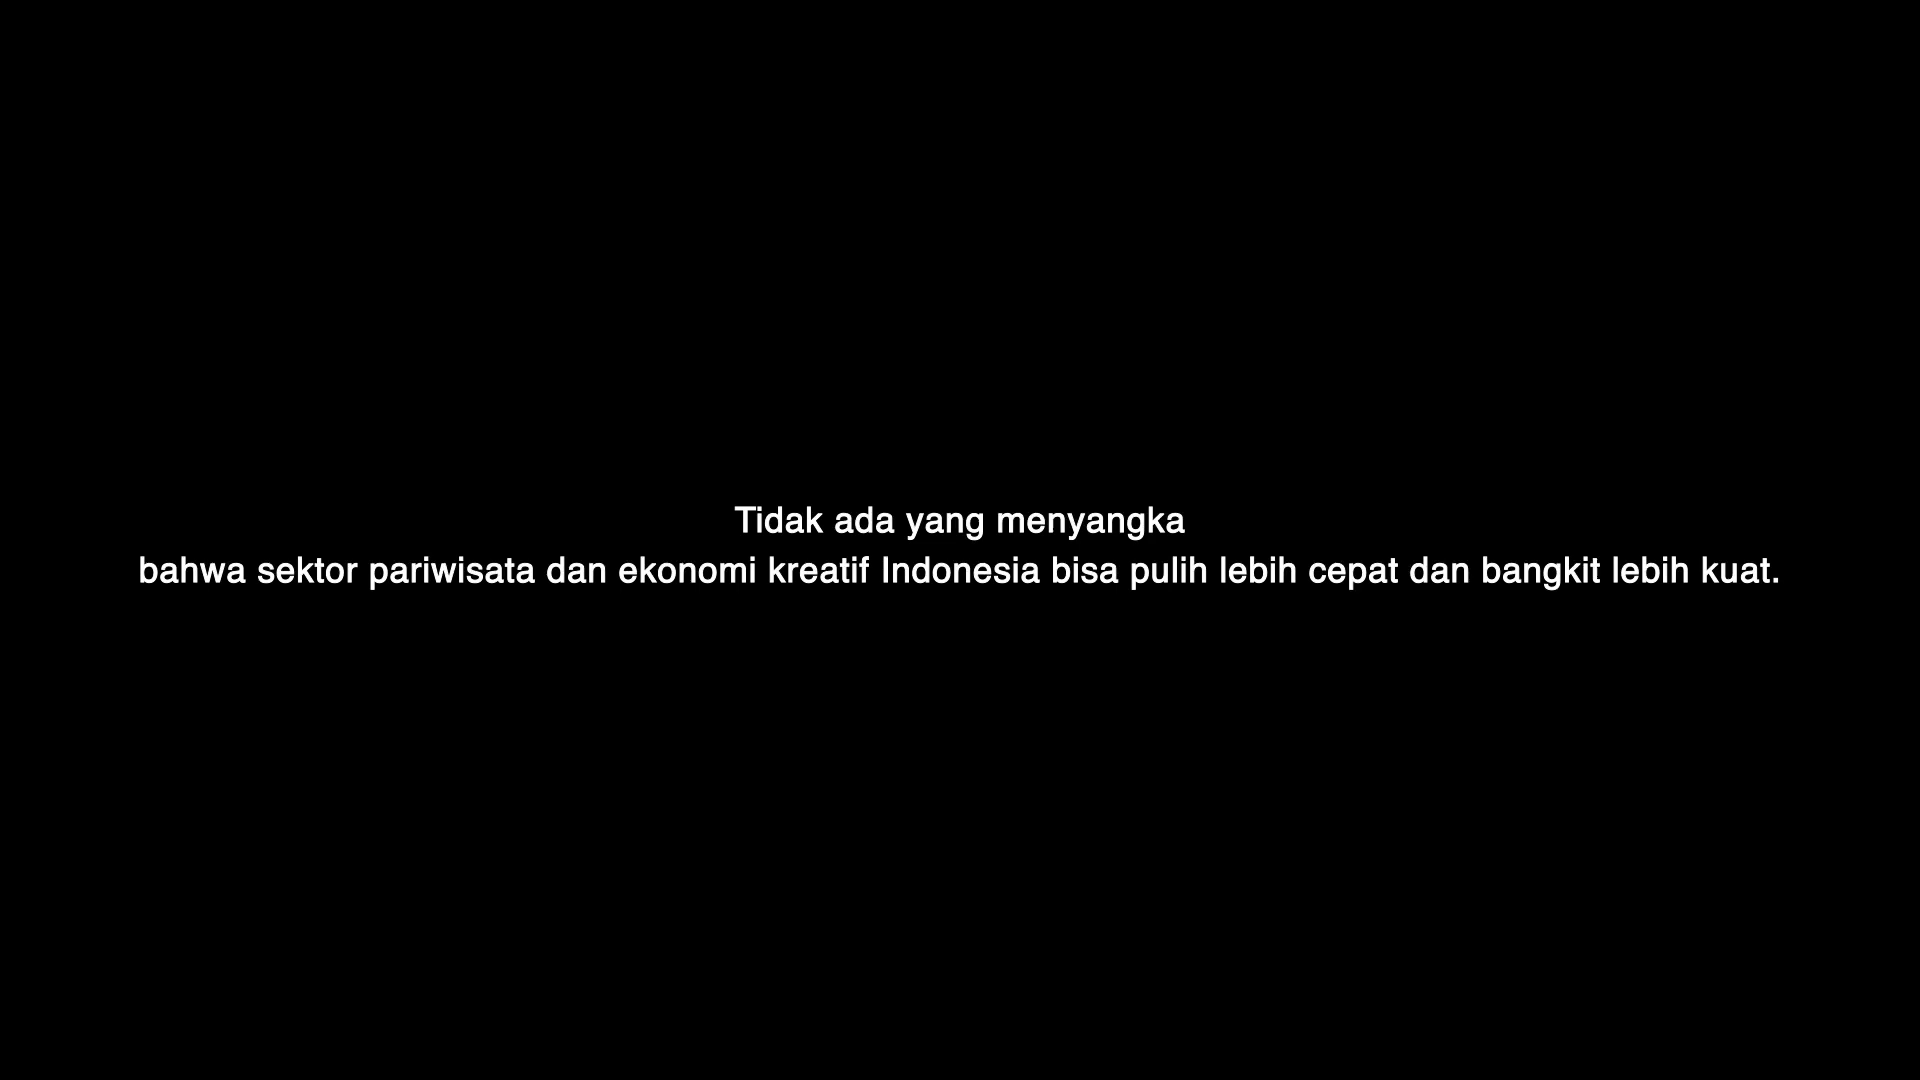 Tidak ada yang menyangka
bahwa sektor pariwisata dan ekonomi kreatif Indonesia bisa pulih lebih cepat dan bangkit lebih kuat.